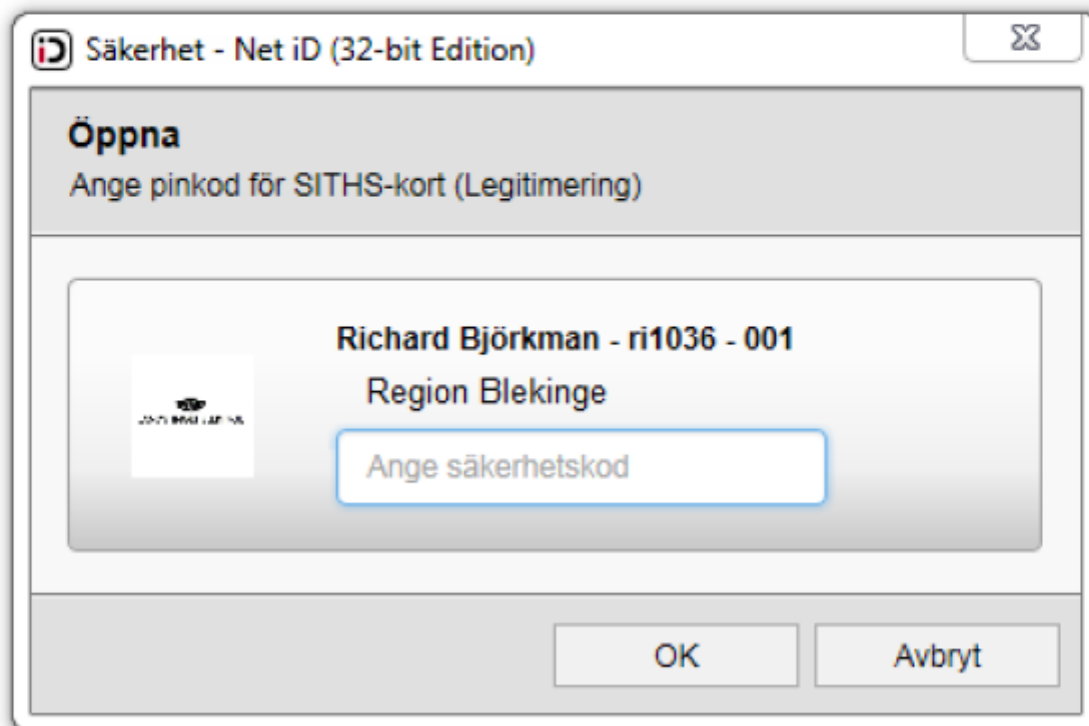 Säkerhet - Net iD (32-bit Edition)
Öppna
Ange pinkod för SITHS-kort (Legitimering)
Richard Björkman - ri1036 - 001
Region Blekinge
Ange säkerhetskod
OK
Avbryt